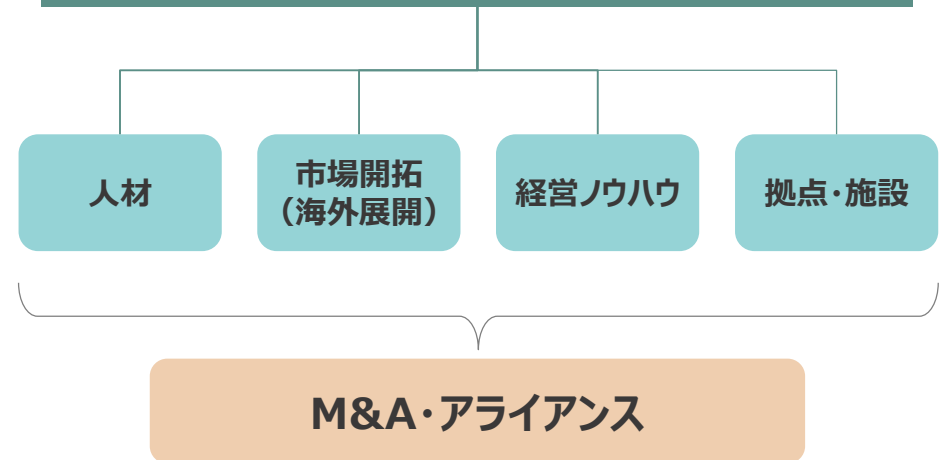 人材
市場開拓
（海外展開）
経営ノウハウ
拠点・施設
M&A・アライアンス